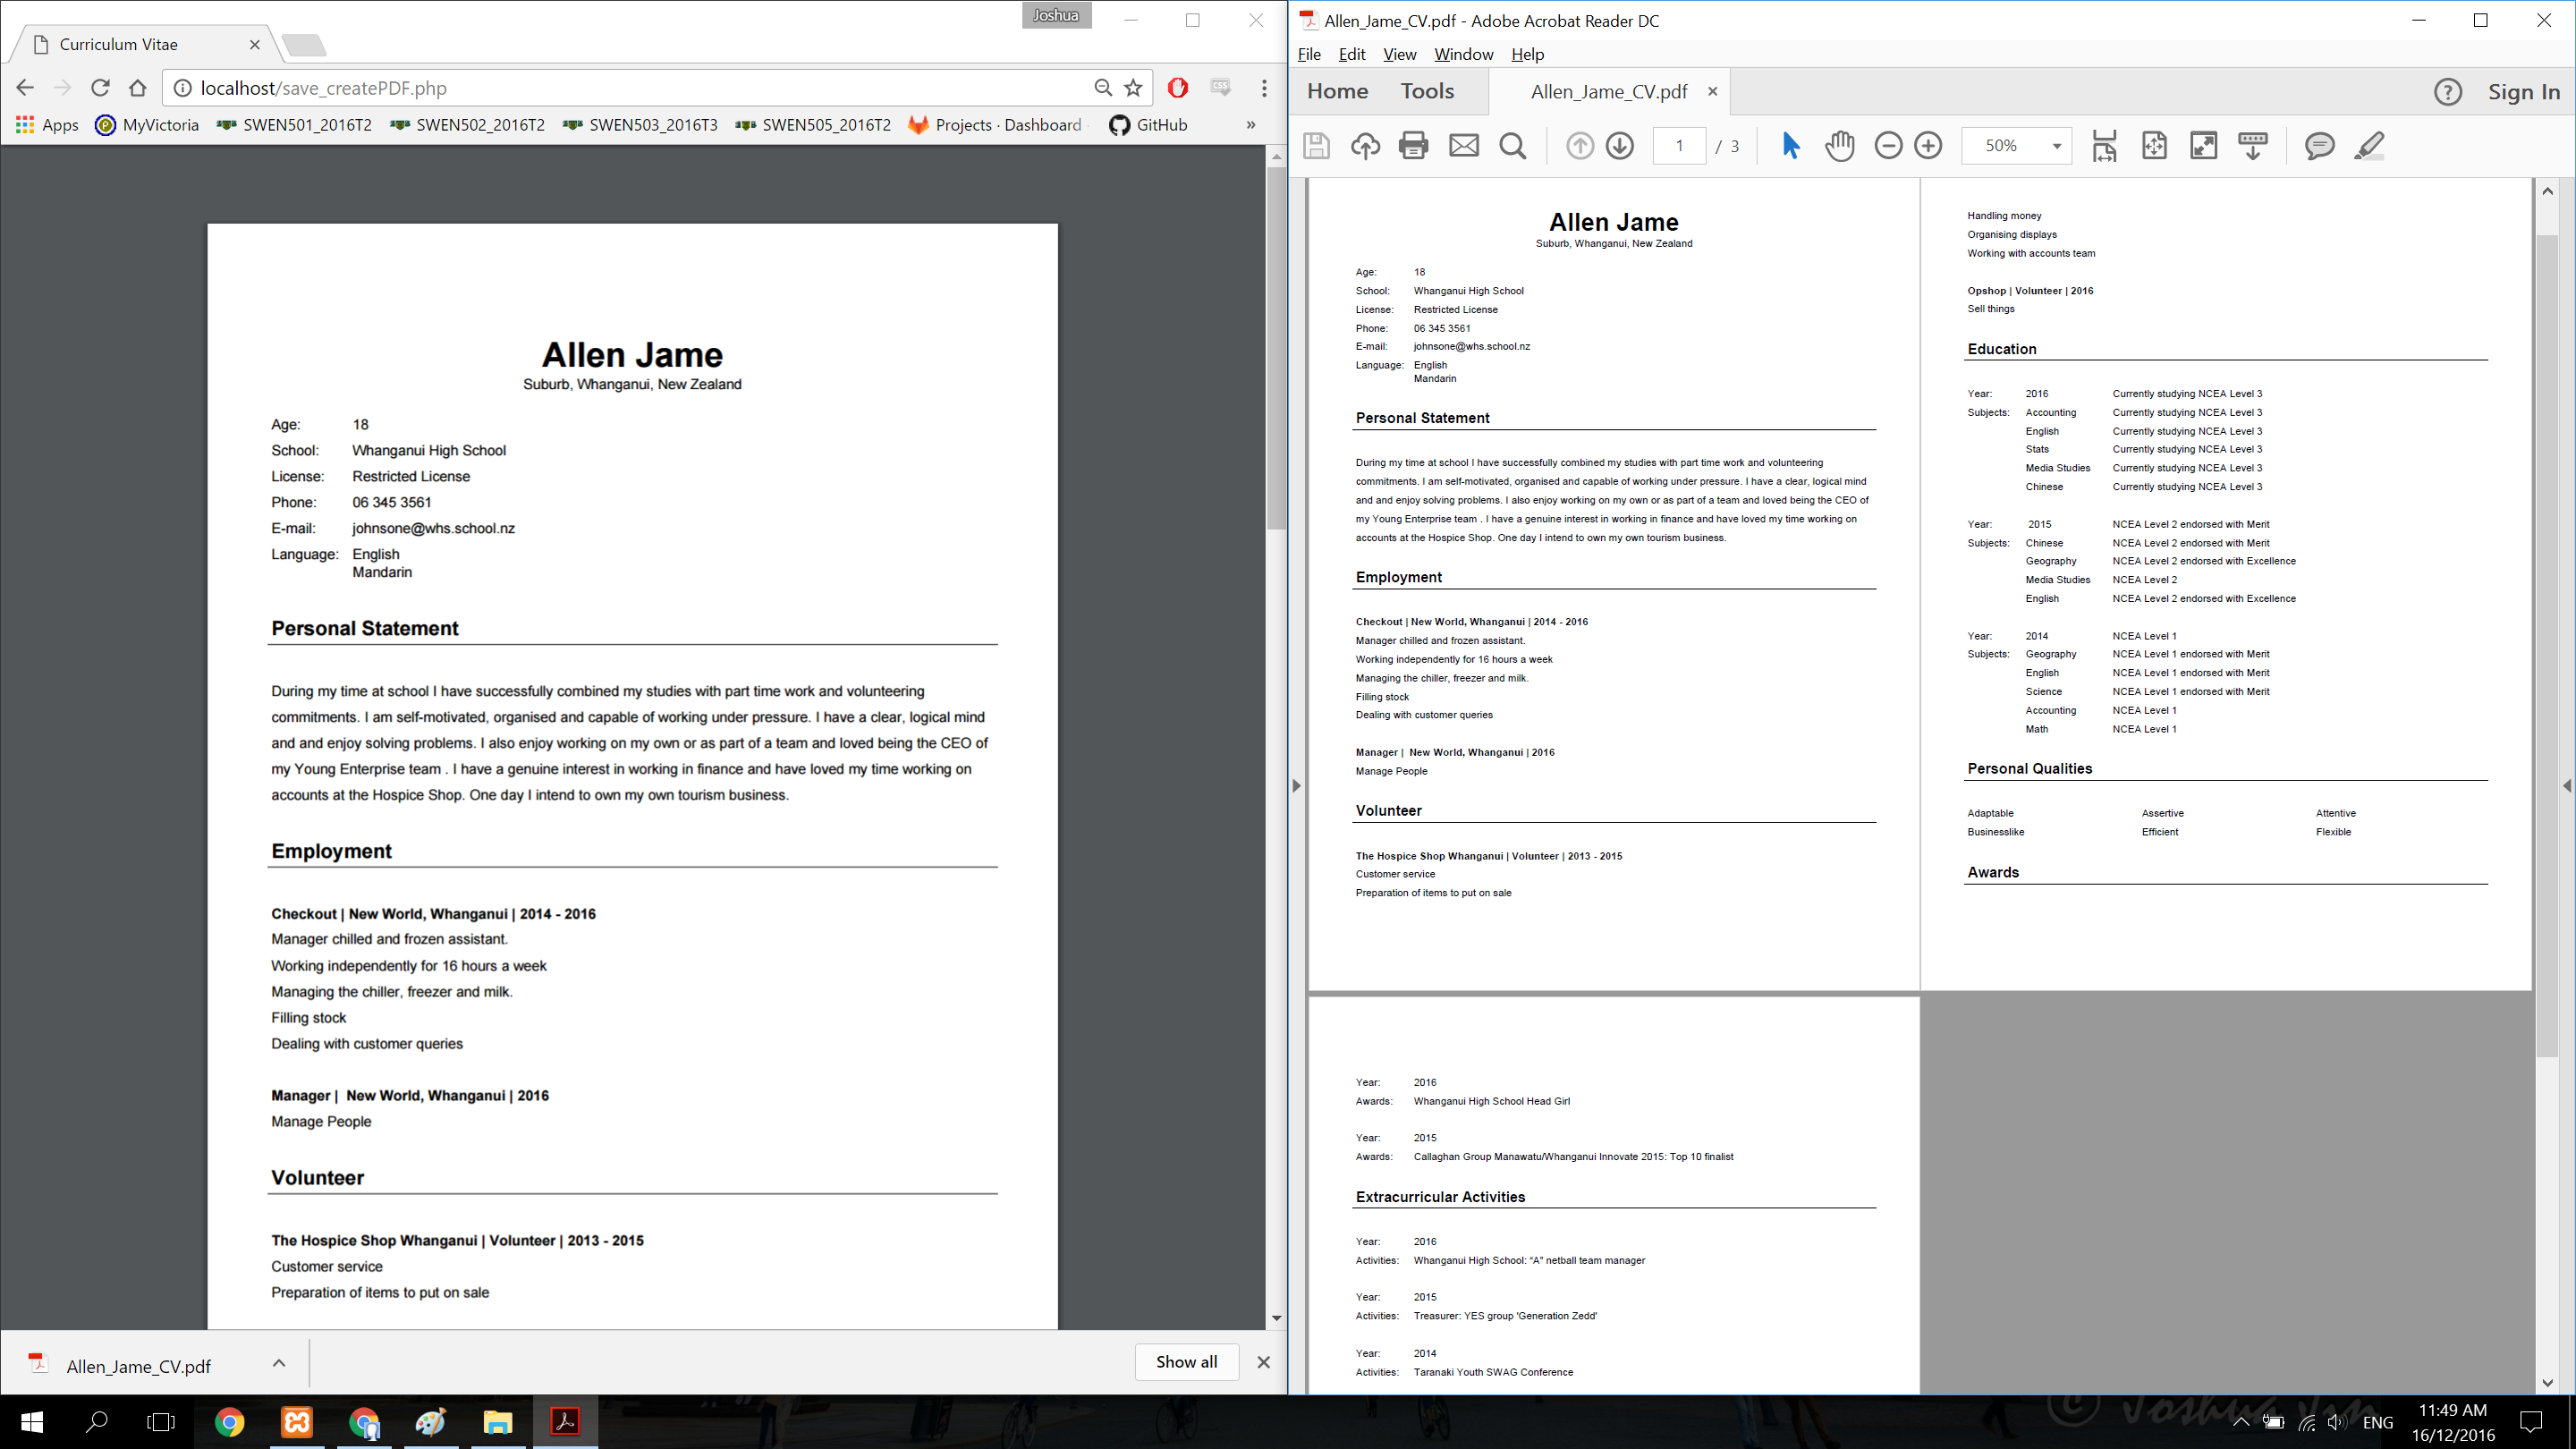 Joshua
Curriculum Vitae
localhost/save_createPDF.php
Apps MyVictoria SWEN501_2016T2 SWEN502_2016T2 SWEN503_2016T3 SWEN505_2016T2 Projects · Dashboard GitHub »
Allen Jame
Suburb, Whanganui, New Zealand
Age: 18
School: Whanganui High School
License: Restricted License
Phone: 06 345 3561
E-mail: johnsone@whs.school.nz
Language: English
Mandarin
Personal Statement
During my time at school I have successfully combined my studies with part time work and volunteering
commitments. I am self-motivated, organised and capable of working under pressure. I have a clear, logical mind
and and enjoy solving problems. I also enjoy working on my own or as part of a team and loved being the CEO of
my Young Enterprise team . I have a genuine interest in working in finance and have loved my time working on
accounts at the Hospice Shop. One day I intend to own my own tourism business.
Employment
Checkout | New World, Whanganui | 2014 - 2016
Manager chilled and frozen assistant.
Working independently for 16 hours a week
Managing the chiller, freezer and milk.
Filling stock
Dealing with customer queries
Manager |  New World, Whanganui | 2016
Manage People
Volunteer
The Hospice Shop Whanganui | Volunteer | 2013 - 2015
Customer service
Preparation of items to put on sale
Allen_Jame_CV.pdf
Show all
Allen_Jame_CV.pdf - Adobe Acrobat Reader DC
File Edit View Window Help
Home Tools Allen_Jame_CV.pdf Sign In
1 / 3 50%
Allen Jame
Suburb, Whanganui, New Zealand
Age: 18
School: Whanganui High School
License: Restricted License
Phone: 06 345 3561
E-mail: johnsone@whs.school.nz
Language: English
Mandarin
Personal Statement
During my time at school I have successfully combined my studies with part time work and volunteering
commitments. I am self-motivated, organised and capable of working under pressure. I have a clear, logical mind
and and enjoy solving problems. I also enjoy working on my own or as part of a team and loved being the CEO of
my Young Enterprise team . I have a genuine interest in working in finance and have loved my time working on
accounts at the Hospice Shop. One day I intend to own my own tourism business.
Employment
Checkout | New World, Whanganui | 2014 - 2016
Manager chilled and frozen assistant.
Working independently for 16 hours a week
Managing the chiller, freezer and milk.
Filling stock
Dealing with customer queries
Manager |  New World, Whanganui | 2016
Manage People
Volunteer
The Hospice Shop Whanganui | Volunteer | 2013 - 2015
Customer service
Preparation of items to put on sale
Handling money
Organising displays
Working with accounts team
Opshop | Volunteer | 2016
Sell things
Education
Year: 2016 Currently studying NCEA Level 3
Subjects: Accounting Currently studying NCEA Level 3
English Currently studying NCEA Level 3
Stats Currently studying NCEA Level 3
Media Studies Currently studying NCEA Level 3
Chinese Currently studying NCEA Level 3
Year: 2015 NCEA Level 2 endorsed with Merit
Subjects: Chinese NCEA Level 2 endorsed with Merit
Geography NCEA Level 2 endorsed with Excellence
Media Studies NCEA Level 2
English NCEA Level 2 endorsed with Excellence
Year: 2014 NCEA Level 1
Subjects: Geography NCEA Level 1 endorsed with Merit
English NCEA Level 1 endorsed with Merit
Science NCEA Level 1 endorsed with Merit
Accounting NCEA Level 1
Math NCEA Level 1
Personal Qualities
Adaptable Assertive Attentive
Businesslike Efficient Flexible
Awards
Year: 2016
Awards: Whanganui High School Head Girl
Year: 2015
Awards: Callaghan Group Manawatu/Whanganui Innovate 2015: Top 10 finalist
Extracurricular Activities
Year: 2016
Activities: Whanganui High School: “A” netball team manager
Year: 2015
Activities: Treasurer: YES group 'Generation Zedd'
Year: 2014
Activities: Taranaki Youth SWAG Conference
© Joshua
ENG
11:49 AM
16/12/2016